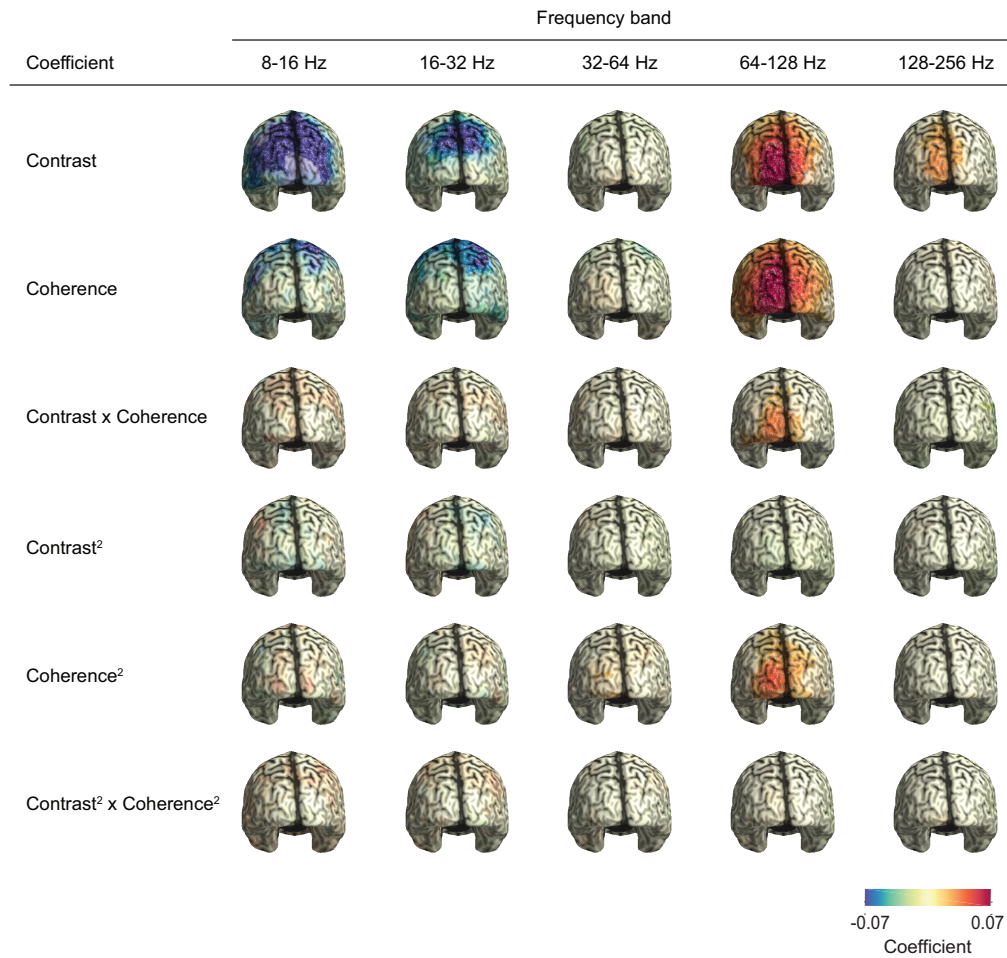 Frequency band
Coefficient 8-16 Hz 16-32 Hz 32-64 Hz 64-128 Hz 128-256 Hz
Contrast
Coherence
Contrast x Coherence
Contrast²
Coherence²
Contrast² x Coherence²
-0.07 0.07
Coefficient